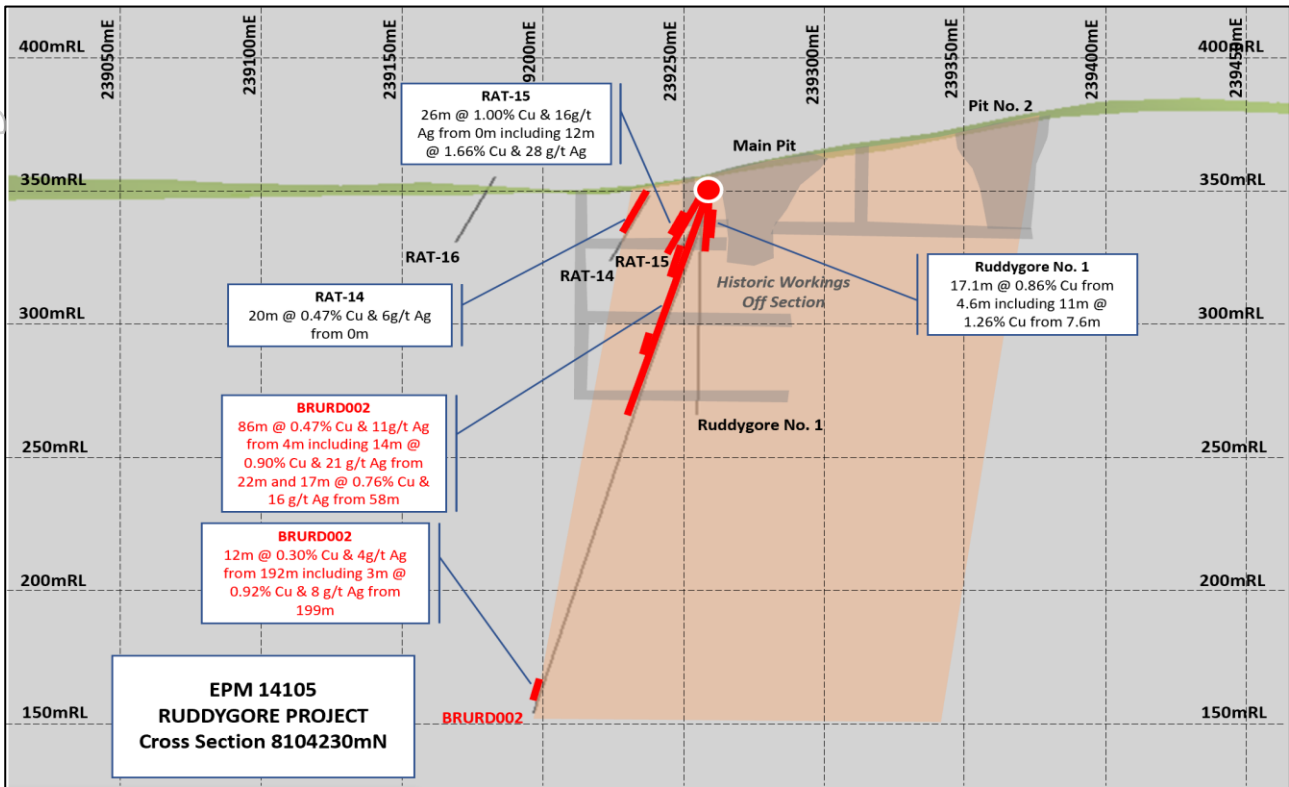 239050mE
239100mE
239150mE
239200mE
239250mE
239300mE
239350mE
239400mE
239450mE
400mRL
400mRL
RAT-15
26m @ 1.00% Cu & 16g/t
Ag from 0m including 12m
@ 1.66% Cu & 28 g/t Ag
Pit No. 2
Main Pit
350mRL
350mRL
RAT-16
RAT-14
RAT-15
Historic Workings
Off Section
Ruddygore No. 1
17.1m @ 0.86% Cu from
4.6m including 11m @
1.26% Cu from 7.6m
RAT-14
20m @ 0.47% Cu & 6g/t Ag
from 0m
300mRL
300mRL
BRURD002
86m @ 0.47% Cu & 11g/t Ag
from 4m including 14m @
0.90% Cu & 21 g/t Ag from
22m and 17m @ 0.76% Cu &
16 g/t Ag from 58m
Ruddygore No. 1
250mRL
250mRL
BRURD002
12m @ 0.30% Cu & 4g/t Ag
from 192m including 3m @
0.92% Cu & 8 g/t Ag from
199m
200mRL
200mRL
EPM 14105
RUDDYGORE PROJECT
Cross Section 8104230mN
BRURD002
150mRL
150mRL